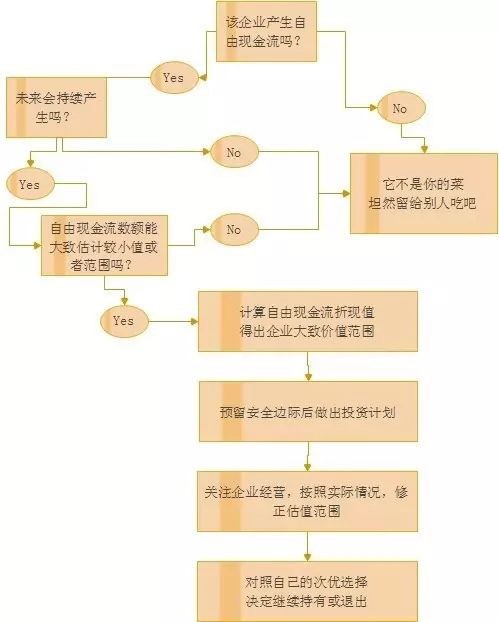 该企业产生自
由现金流吗？
Yes
No
未来会持续产
生吗？
No
Yes
它不是你的菜
坦然留给别人吃吧
自由现金流数额能
大致估计较小值或
者范围吗？
No
Yes
计算自由现金流折现值
得出企业大致价值范围
预留安全边际后做出投资计划
关注企业经营，按照实际情况，修
正估值范围
对照自己的次优选择
决定继续持有或退出